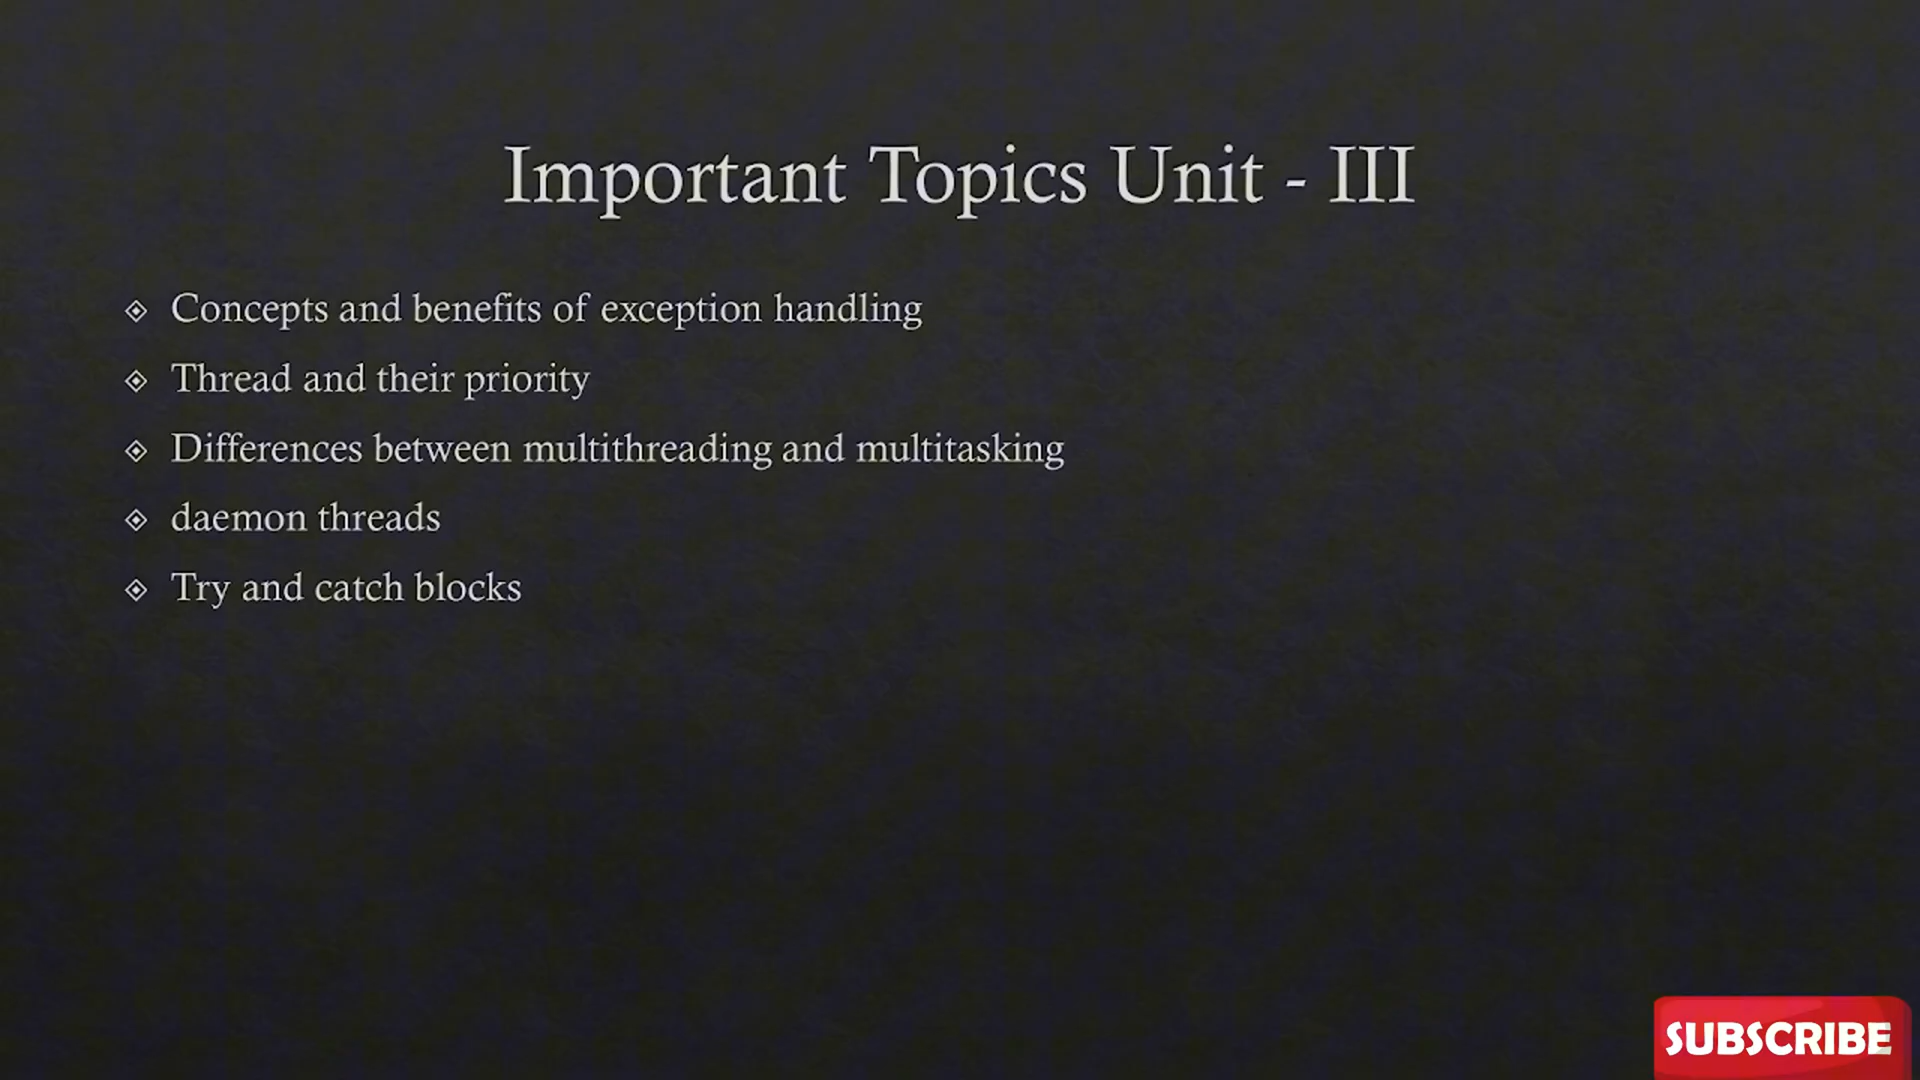 Important Topics Unit - III
Concepts and benefits of exception handling
Thread and their priority
Differences between multithreading and multitasking
daemon threads
Try and catch blocks
SUBSCRIBE